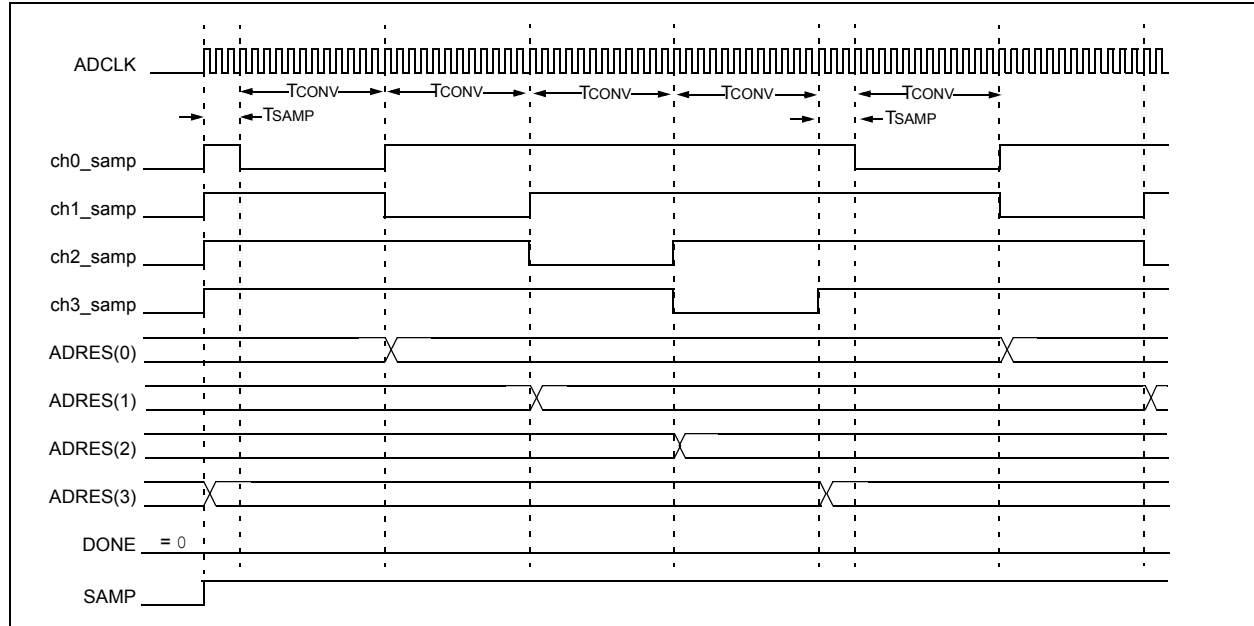 ADCLK
TCONV TCONV TCONV TCONV TCONV
TSAMP TSAMP
ch0_samp
ch1_samp
ch2_samp
ch3_samp
ADRES(0)
ADRES(1)
ADRES(2)
ADRES(3)
DONE = 0
SAMP